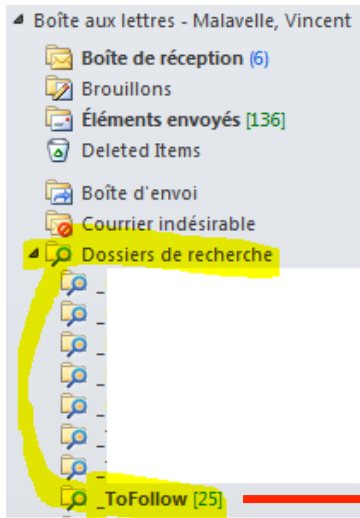 Boîte aux lettres - Malavelle, Vincent
Boîte de réception (6)
Brouillons
Éléments envoyés [136]
Deleted Items
Boîte d'envoi
Courrier indésirable
Dossiers de recherche
_
_
_
_
_
_
_
_ToFollow [25]